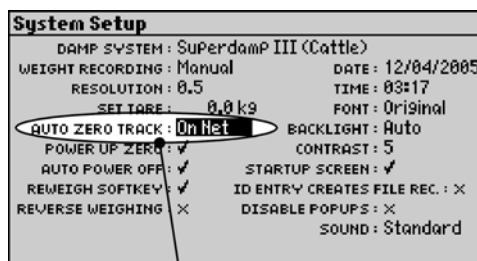 System Setup
DAMP SYSTEM : SuPerdamP III (Cattle)
WEIGHT RECORDING : Manual DATE : 12/04/2005
RESOLUTION : 0.5 TIME : 03:17
SET TARE : 0.0 kg FONT : Original
AUTO ZERO TRACK : On Net BACKLIGHT : Auto
POWER UP ZERO : ✓ CONTRAST : 5
AUTO POWER OFF : ✓ STARTUP SCREEN : ✓
REWEIGH SOFTKEY : ✓ ID ENTRY CREATES FILE REC. : ×
REVERSE WEIGHING : × DISABLE POPUPS : ×
SOUND : Standard